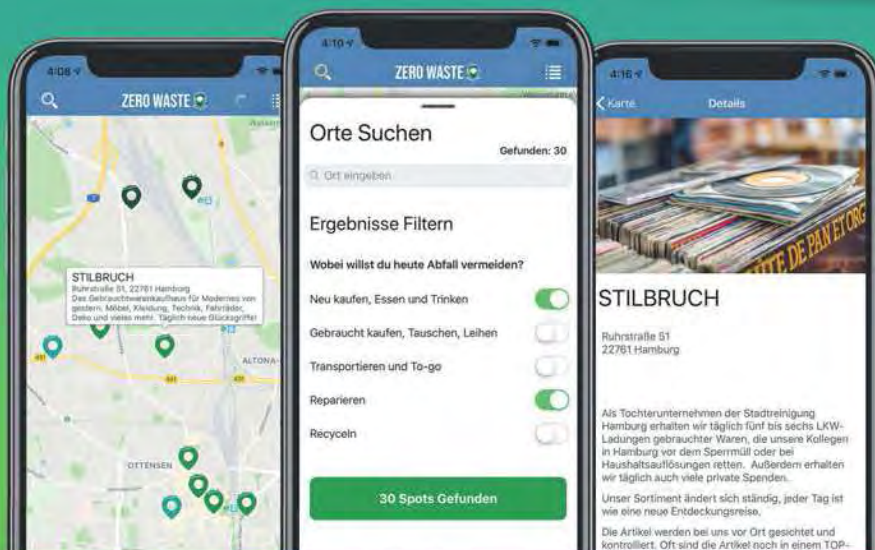 4:08
ZERO WASTE
STILBRUCH
Ruhrstraße 51, 22761 Hamburg
Das Gebrauchtwarenkaufhaus für Modernes von
gestern. Möbel, Kleidung, Technik, Fahrräder,
Deko und vieles mehr. Täglich neue Glücksgriffe!
ALTONA-
OTTENSEN
4:10
ZERO WASTE
Orte Suchen
Gefunden: 30
Ort eingeben
Ergebnisse Filtern
Wobei willst du heute Abfall vermeiden?
Neu kaufen, Essen und Trinken
Gebraucht kaufen, Tauschen, Leihen
Transportieren und To-go
Reparieren
Recyceln
30 Spots Gefunden
4:16
Karte
Details
DE PAN ET ORG
STILBRUCH
Ruhrstraße 51
22761 Hamburg
Als Tochterunternehmen der Stadtreinigung
Hamburg erhalten wir täglich fünf bis sechs LKW-
Ladungen gebrauchter Waren, die unsere Kollegen
in Hamburg vor dem Sperrmüll oder bei
Haushaltsauflösungen retten. Außerdem erhalten
wir täglich auch viele private Spenden.
Unser Sortiment ändert sich ständig, jeder Tag ist
wie eine neue Entdeckungsreise.
Die Artikel werden bei uns vor Ort gesichtet und
kontrolliert. Oft sind die Artikel noch in einem TOP-